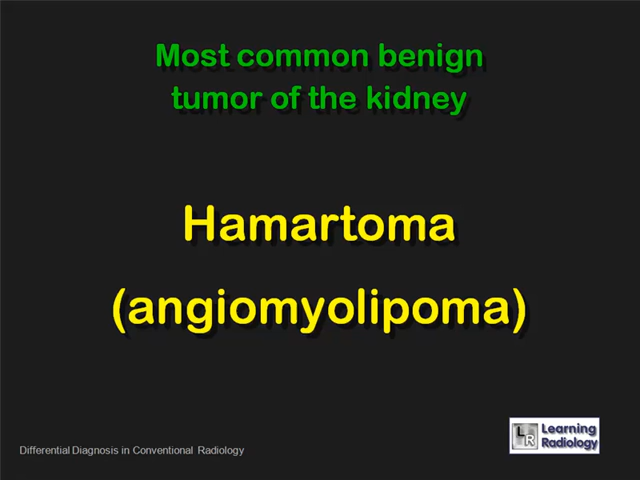 Most common benign
tumor of the kidney
Hamartoma
(angiomyolipoma)
Differential Diagnosis in Conventional Radiology
LR Learning
Radiology